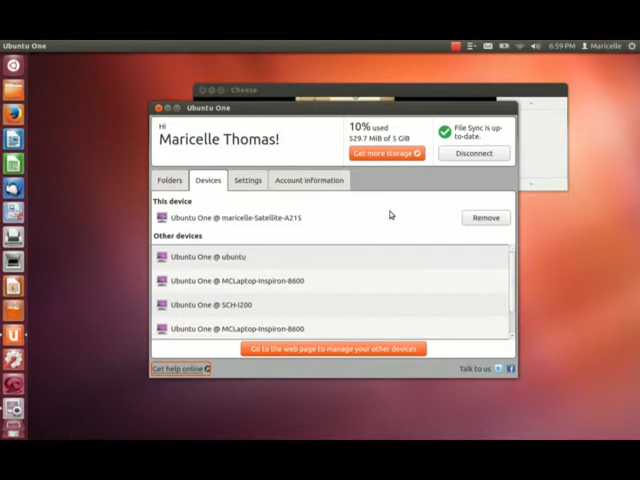 Ubuntu One
6:59 PM
Maricelle
Cheese
Ubuntu One
Hi
Maricelle Thomas!
10% used
529.7 MiB of 5 GiB
Get more storage
File Sync is up-
to-date.
Disconnect
Folders
Devices
Settings
Account information
This device
Ubuntu One @ maricelle-Satellite-A215
Remove
Other devices
Ubuntu One @ ubuntu
Ubuntu One @ MCLaptop-Inspiron-8600
Ubuntu One @ SCH-I200
Ubuntu One @ MCLaptop-Inspiron-8600
Go to the web page to manage your other devices
Get help online
Talk to us